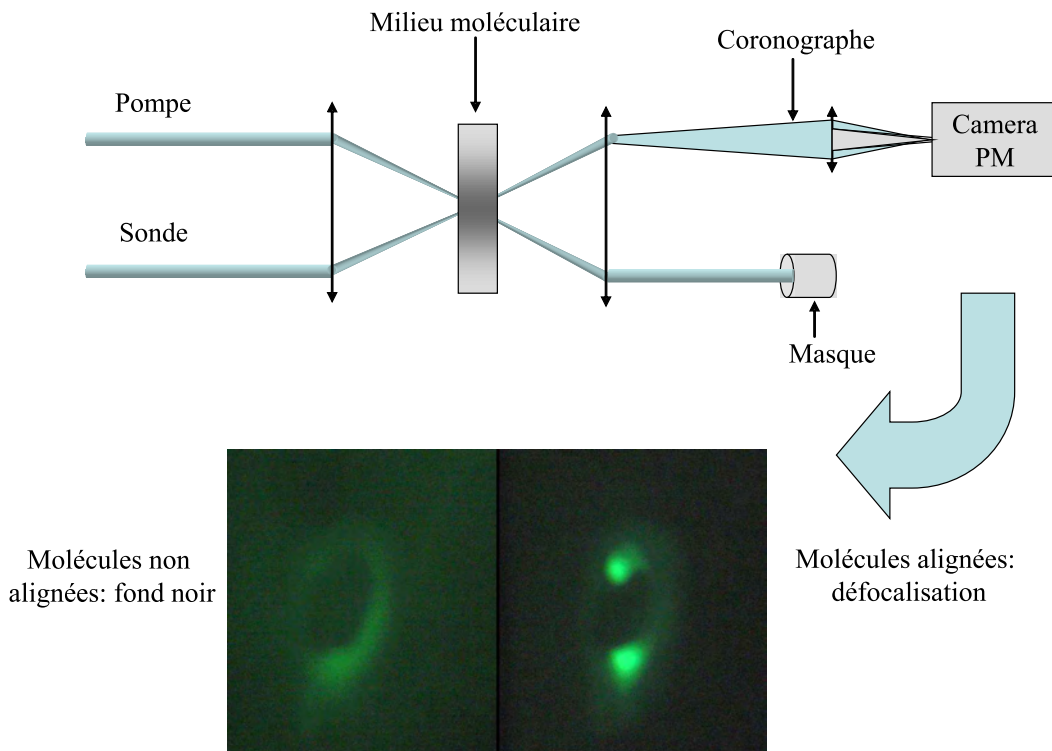 Milieu moléculaire
Coronographe
Pompe
Camera
PM
Sonde
Masque
Molécules non
alignées: fond noir
Molécules alignées:
défocalisation